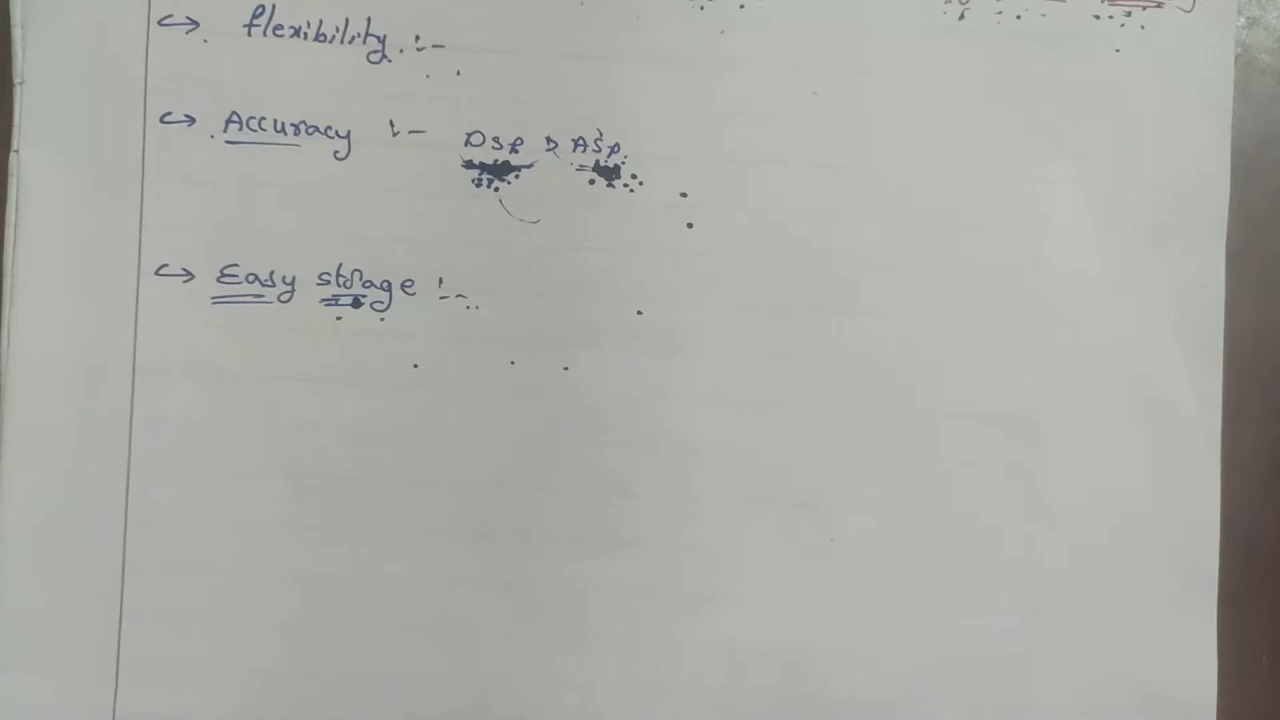 ↪ flexibility :-
↪ Accuracy :- DSP > ASP.
↪ Easy storage :-